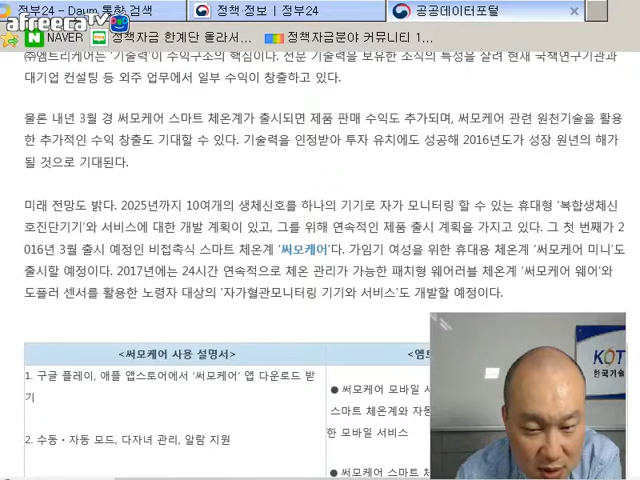 정부24 - Daum 통합 검색
정책·정보 | 정부24
공공데이터포털
afreecaTV
NAVER
정책자금 한계단 올라서...
정책자금분야 커뮤니티 1...
㈜엠트리케어는 '기술력'이 수익구조의 핵심이다. 전문 기술력을 보유한 조직의 특성을 살려 현재 국책연구기관과
대기업 컨설팅 등 외주 업무에서 일부 수익이 창출하고 있다.
물론 내년 3월 경 써모케어 스마트 체온계가 출시되면 제품 판매 수익도 추가되며, 써모케어 관련 원천기술을 활용
한 추가적인 수익 창출도 기대할 수 있다. 기술력을 인정받아 투자 유치에도 성공해 2016년도가 성장 원년의 해가
될 것으로 기대된다.
미래 전망도 밝다. 2025년까지 10여개의 생체신호를 하나의 기기로 자가 모니터링 할 수 있는 휴대형 '복합생체신
호진단기기'와 서비스에 대한 개발 계획이 있고, 그를 위해 연속적인 제품 출시 계획을 가지고 있다. 그 첫 번째가 2
016년 3월 출시 예정인 비접촉식 스마트 체온계 '써모케어'다. 가임기 여성을 위한 휴대용 체온계 '써모케어 미니'도
출시할 예정이다. 2017년에는 24시간 연속적으로 체온 관리가 가능한 패치형 웨어러블 체온계 '써모케어 웨어'와
도플러 센서를 활용한 노령자 대상의 '자가혈관모니터링 기기와 서비스'도 개발할 예정이다.
<써모케어 사용 설명서>
<엠
1. 구글 플레이, 애플 앱스토어에서 '써모케어' 앱 다운로드 받
기
2. 수동·자동 모드, 다자녀 관리, 알람 지원
● 써모케어 모바일 서
스마트 체온계와 자동
한 모바일 서비스
● 써모케어 스마트 체
KOT
한국기술